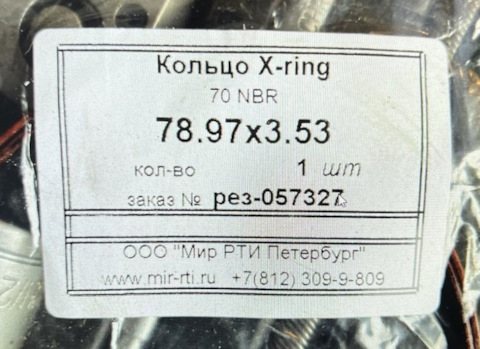 Кольцо X-ring
70 NBR
78.97x3.53
кол-во 1 шт
заказ № рез-057327
ООО "Мир РТИ Петербург"
www.mir-rti.ru +7(812) 309-9-809